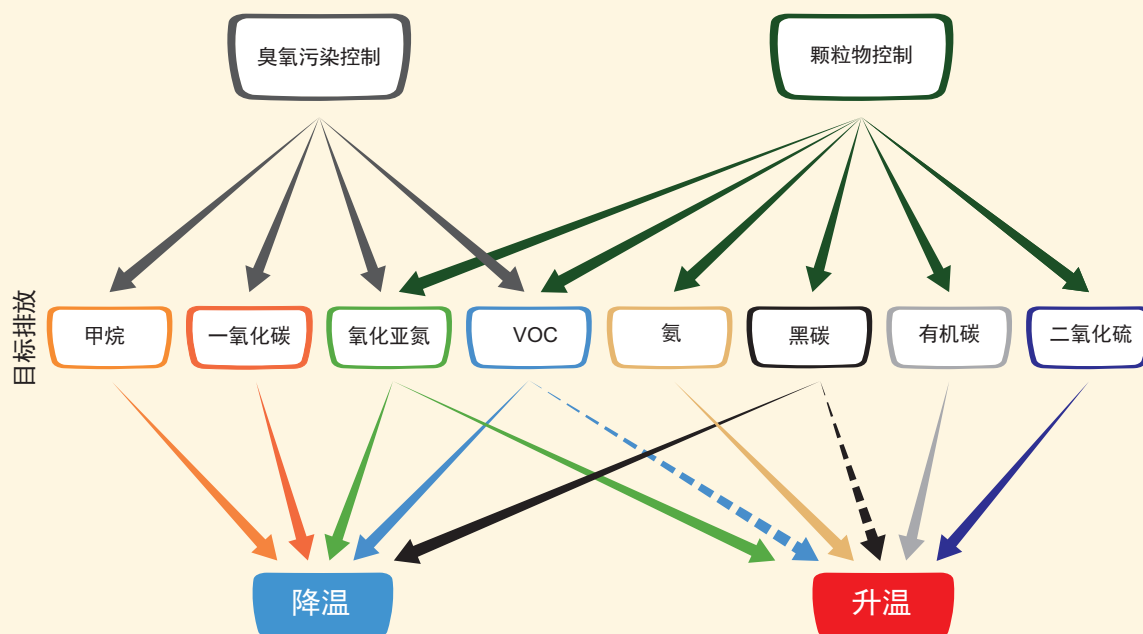 臭氧污染控制
颗粒物控制
目标排放
甲烷
一氧化碳
氧化亚氮
VOC
氨
黑碳
有机碳
二氧化硫
降温
升温